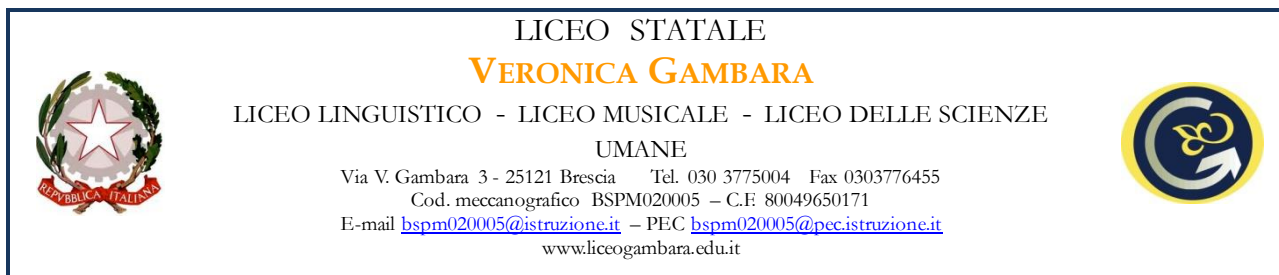 LICEO STATALE
VERONICA GAMBARA
LICEO LINGUISTICO - LICEO MUSICALE - LICEO DELLE SCIENZE
UMANE
Via V. Gambara 3 - 25121 Brescia Tel. 030 3775004 Fax 0303776455
Cod. meccanografico BSPM020005 – C.F. 80049650171
E-mail bspm020005@istruzione.it – PEC bspm020005@pec.istruzione.it
www.liceogambara.edu.it
REPVBBLICA ITALIANA